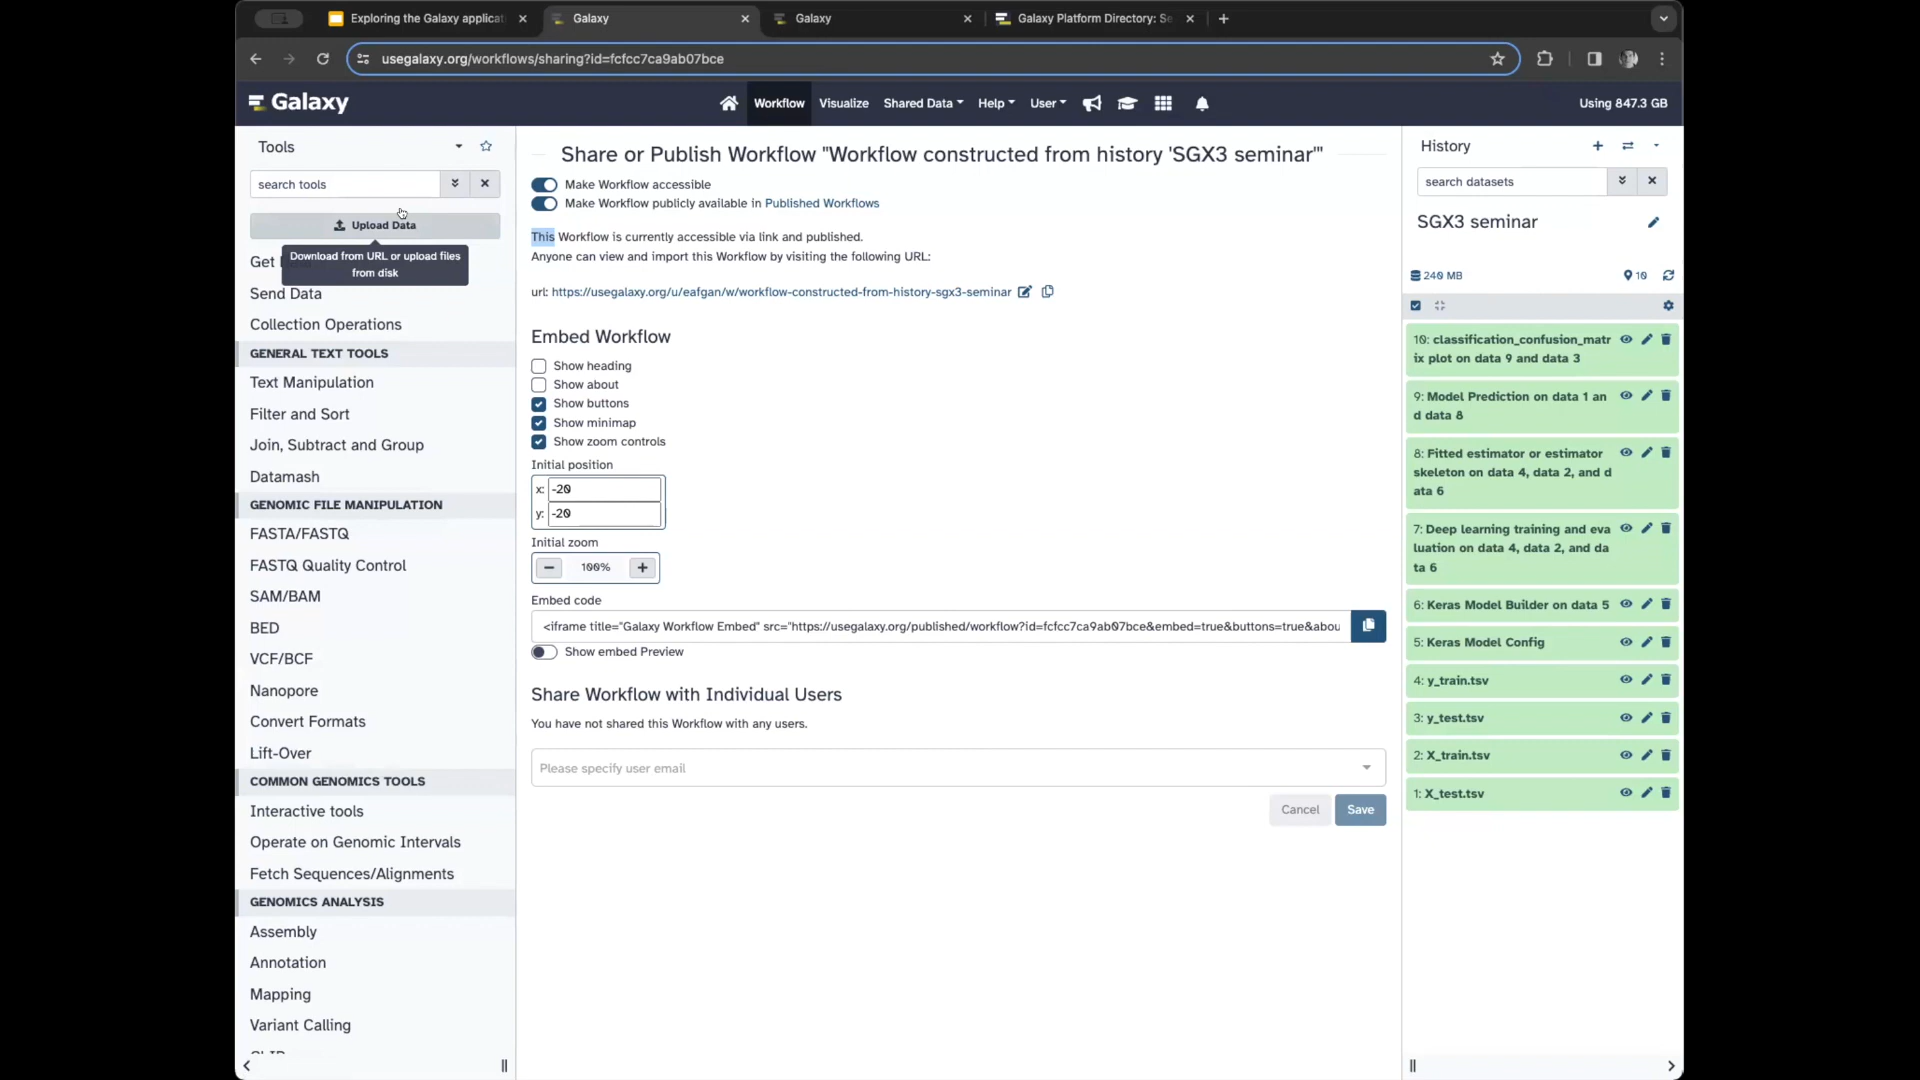 Exploring the Galaxy applicat
Galaxy
Galaxy
Galaxy Platform Directory: Se
usegalaxy.org/workflows/sharing?id=fcfcc7ca9ab07bce
Galaxy
Workflow
Visualize
Shared Data
Help
User
Using 847.3 GB
Tools
search tools
Upload Data
Download from URL or upload files
from disk
Get
Send Data
Collection Operations
GENERAL TEXT TOOLS
Text Manipulation
Filter and Sort
Join, Subtract and Group
Datamash
GENOMIC FILE MANIPULATION
FASTA/FASTQ
FASTQ Quality Control
SAM/BAM
BED
VCF/BCF
Nanopore
Convert Formats
Lift-Over
COMMON GENOMICS TOOLS
Interactive tools
Operate on Genomic Intervals
Fetch Sequences/Alignments
GENOMICS ANALYSIS
Assembly
Annotation
Mapping
Variant Calling
Share or Publish Workflow "Workflow constructed from history 'SGX3 seminar'"
Make Workflow accessible
Make Workflow publicly available in Published Workflows
This Workflow is currently accessible via link and published.
Anyone can view and import this Workflow by visiting the following URL:
url: https://usegalaxy.org/u/eafgan/w/workflow-constructed-from-history-sgx3-seminar
Embed Workflow
Show heading
Show about
Show buttons
Show minimap
Show zoom controls
Initial position
x: -20
y: -20
Initial zoom
100%
Embed code
<iframe title="Galaxy Workflow Embed" src="https://usegalaxy.org/published/workflow?id=fcfcc7ca9ab07bce&embed=true&buttons=true&abou
Show embed Preview
Share Workflow with Individual Users
You have not shared this Workflow with any users.
Please specify user email
Cancel
Save
History
search datasets
SGX3 seminar
240 MB
10
10: classification_confusion_matr
ix plot on data 9 and data 3
9: Model Prediction on data 1 an
d data 8
8: Fitted estimator or estimator
skeleton on data 4, data 2, and d
ata 6
7: Deep learning training and eva
luation on data 4, data 2, and da
ta 6
6: Keras Model Builder on data 5
5: Keras Model Config
4: y_train.tsv
3: y_test.tsv
2: X_train.tsv
1: X_test.tsv